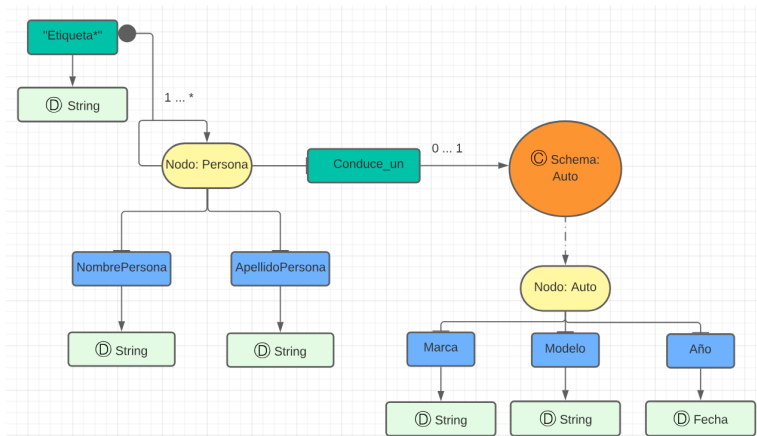 "Etiqueta*"
Ⓓ String
1 ... *
Nodo: Persona
Conduce_un
0 ... 1
Ⓒ Schema:
Auto
NombrePersona
ApellidoPersona
Ⓓ String
Ⓓ String
Nodo: Auto
Marca
Modelo
Año
Ⓓ String
Ⓓ String
Ⓓ Fecha